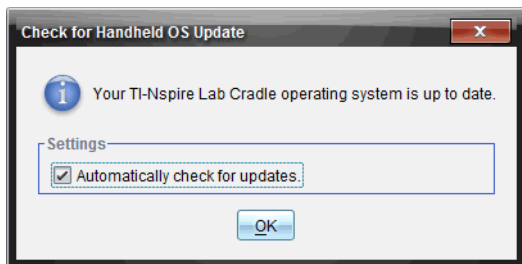 Check for Handheld OS Update
Your TI-Nspire Lab Cradle operating system is up to date.
Settings
Automatically check for updates.
OK